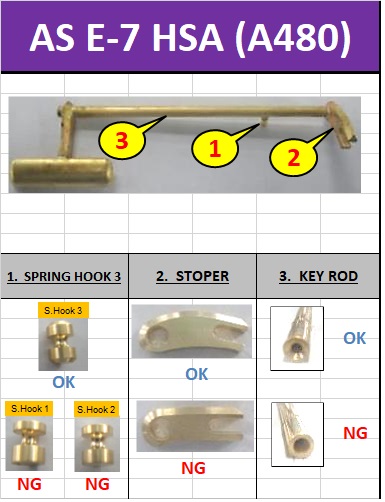 AS E-7 HSA (A480)
3
1
2
1. SPRING HOOK 3
2. STOPER
3. KEY ROD
S.Hook 3
OK
OK
OK
S.Hook 1
S.Hook 2
NG
NG
NG
NG